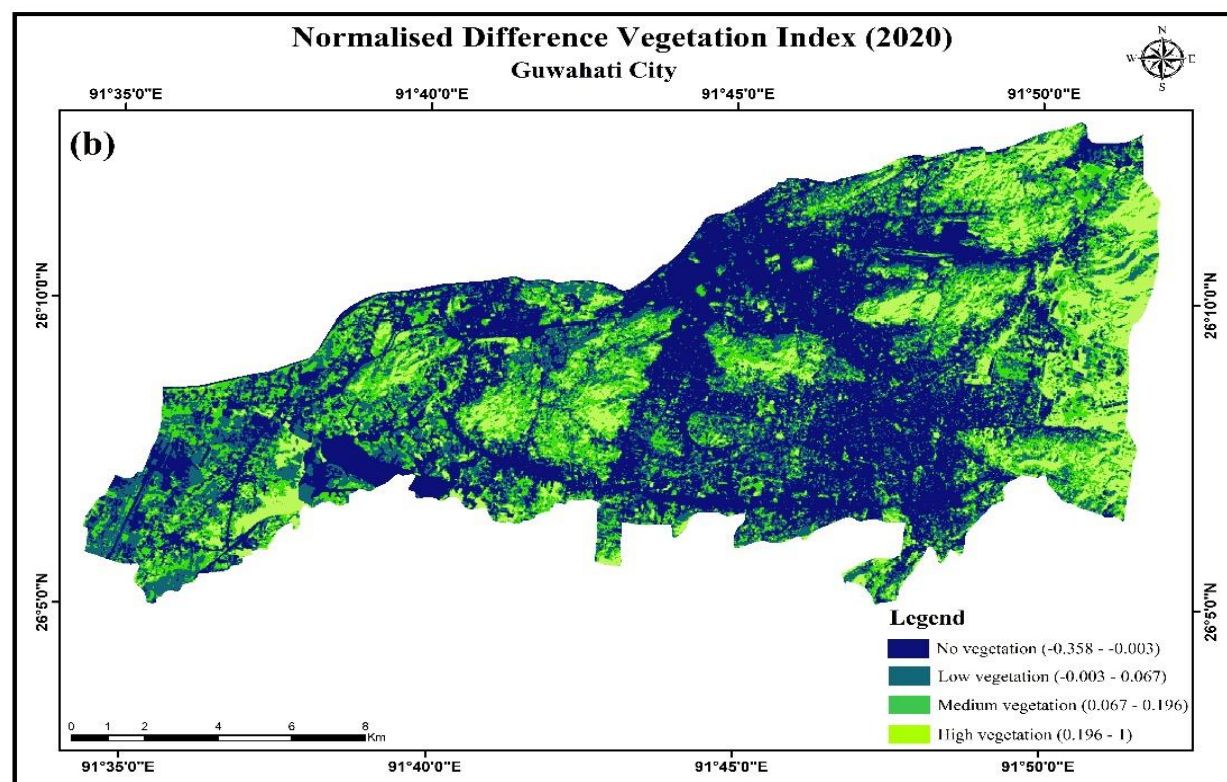 Normalised Difference Vegetation Index (2020)
Guwahati City
N
W E
S
91°35'0"E 91°40'0"E 91°45'0"E 91°50'0"E
(b)
26°10'0"N 26°10'0"N
26°5'0"N 26°5'0"N
Legend
No vegetation (-0.358 - -0.003)
Low vegetation (-0.003 - 0.067)
Medium vegetation (0.067 - 0.196)
High vegetation (0.196 - 1)
0 1 2 4 6 8
Km
91°35'0"E 91°40'0"E 91°45'0"E 91°50'0"E